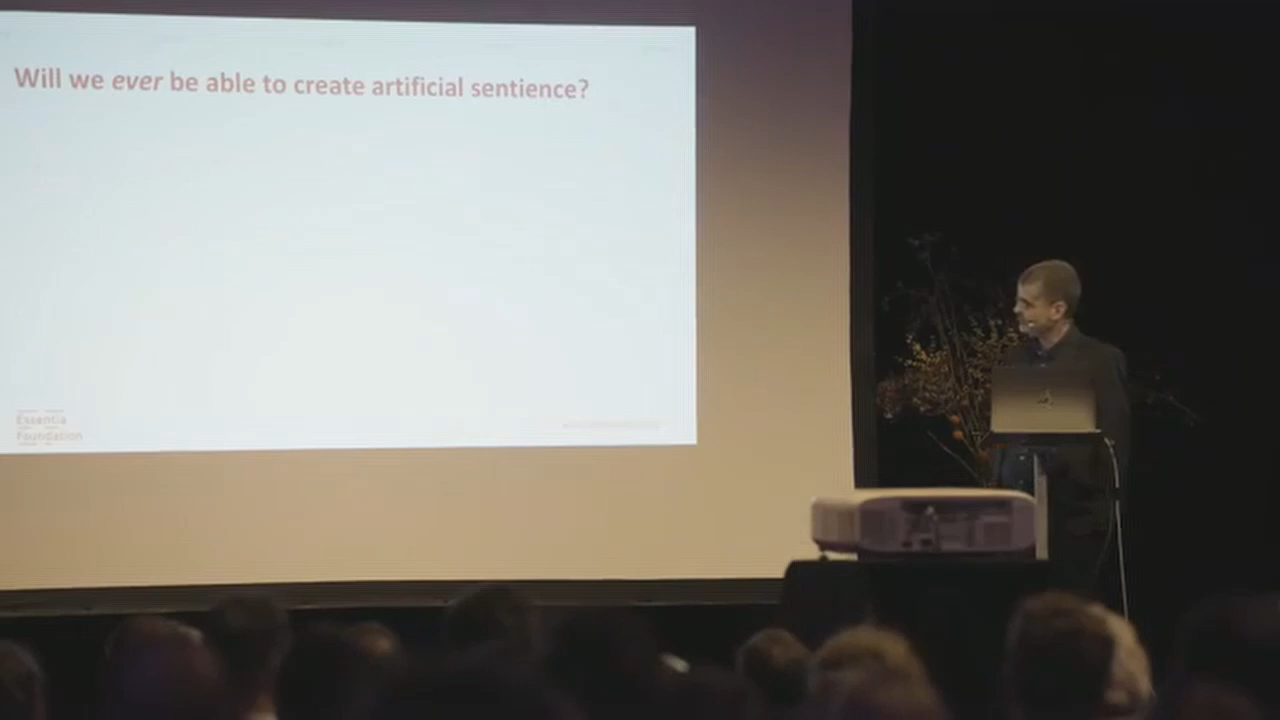 Will we ever be able to create artificial sentience?
Essentia
Foundation